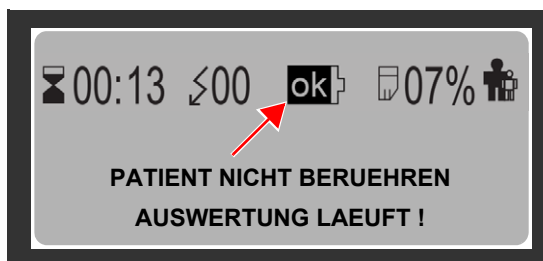 00:13 00 ok 07%
PATIENT NICHT BERUEHREN
AUSWERTUNG LAEUFT !